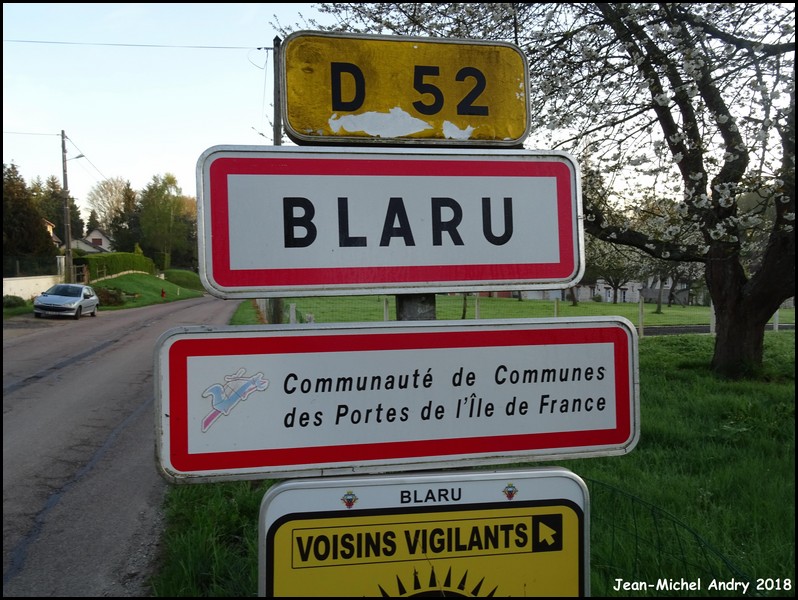 D 52
BLARU
Communauté de Communes
des Portes de l'Île de France
BLARU
VOISINS VIGILANTS
Jean-Michel Andry 2018